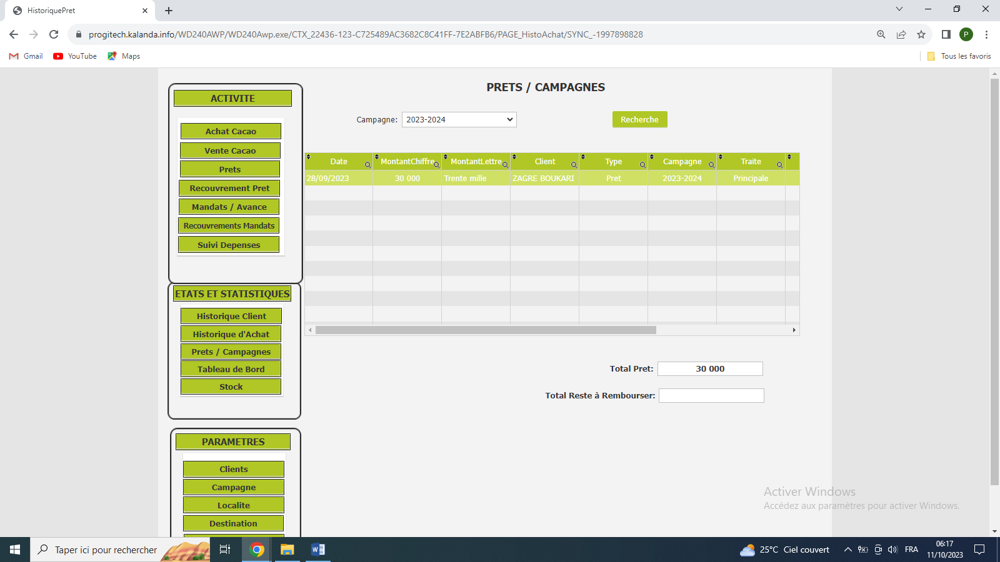 HistoriquePret
progitech.kalanda.info/WD240AWP/WD240Awp.exe/CTX_22436-123-C725489AC3682C8C41FF-7E2ABFB6/PAGE_HistoAchat/SYNC_-1997898828
P
Gmail YouTube Maps Tous les favoris
PRETS / CAMPAGNES
Campagne: 2023-2024 Recherche
ACTIVITE
Achat Cacao
Vente Cacao
Prets
Recouvrement Pret
Mandats / Avance
Recouvrements Mandats
Suivi Depenses
ETATS ET STATISTIQUES
Historique Client
Historique d'Achat
Prets / Campagnes
Tableau de Bord
Stock
PARAMETRES
Clients
Campagne
Localite
Destination
Date MontantChiffre MontantLettre Client Type Campagne Traite
28/09/2023 30 000 Trente mille ZAGRE BOUKARI Pret 2023-2024 Principale
Total Pret: 30 000
Total Reste à Rembourser:
Activer Windows
Accédez aux paramètres pour activer Windows.
Taper ici pour rechercher
25°C Ciel couvert
FRA
06:17
11/10/2023